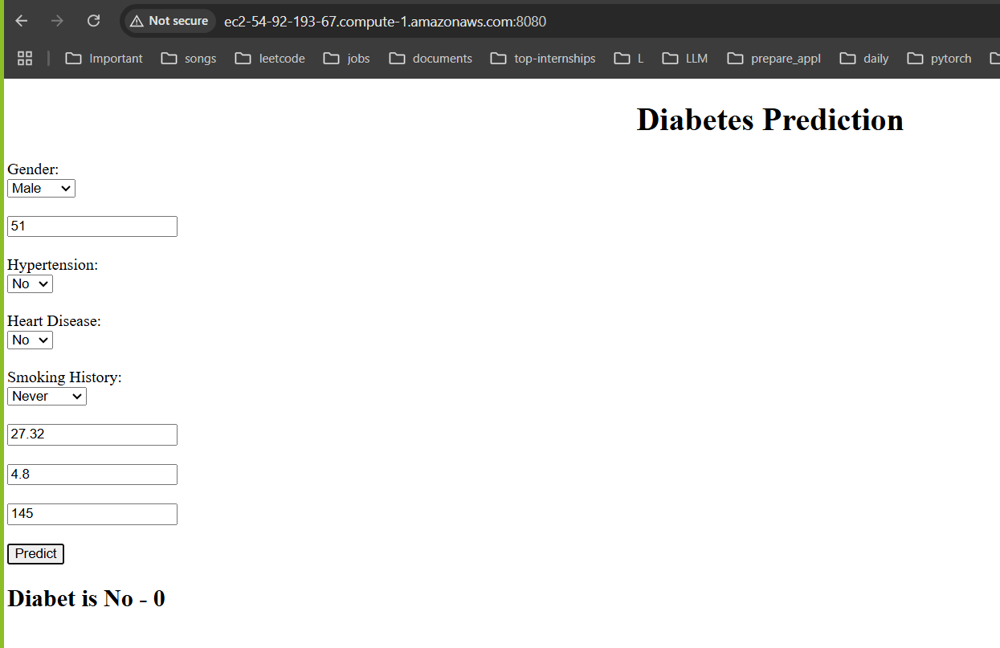 Not secure ec2-54-92-193-67.compute-1.amazonaws.com:8080
Important songs leetcode jobs documents top-internships L LLM prepare_appl daily pytorch
Diabetes Prediction
Gender:
Male
51
Hypertension:
No
Heart Disease:
No
Smoking History:
Never
27.32
4.8
145
Predict
Diabet is No - 0